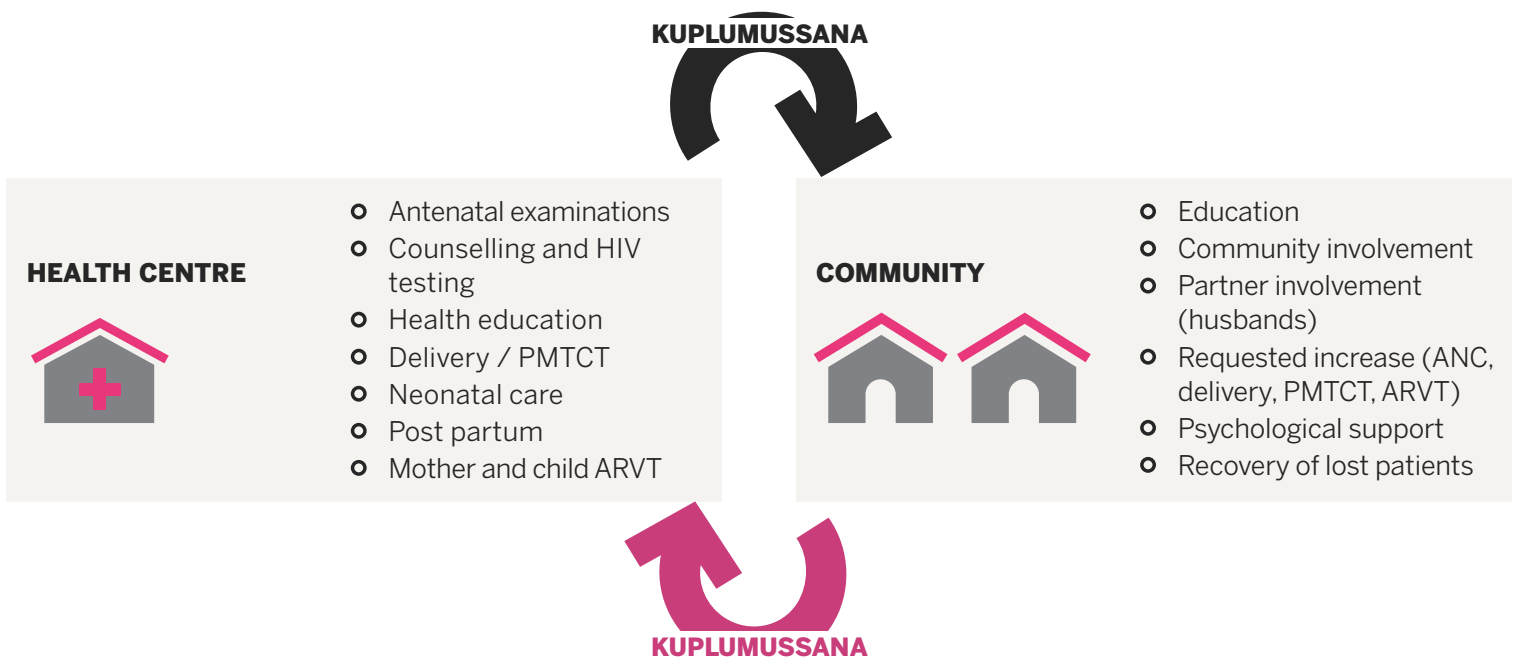 KUPLUMUSSANA
HEALTH CENTRE
Antenatal examinations
Counselling and HIV
testing
Health education
Delivery / PMTCT
Neonatal care
Post partum
Mother and child ARVT
COMMUNITY
Education
Community involvement
Partner involvement
(husbands)
Requested increase (ANC,
delivery, PMTCT, ARVT)
Psychological support
Recovery of lost patients
KUPLUMUSSANA